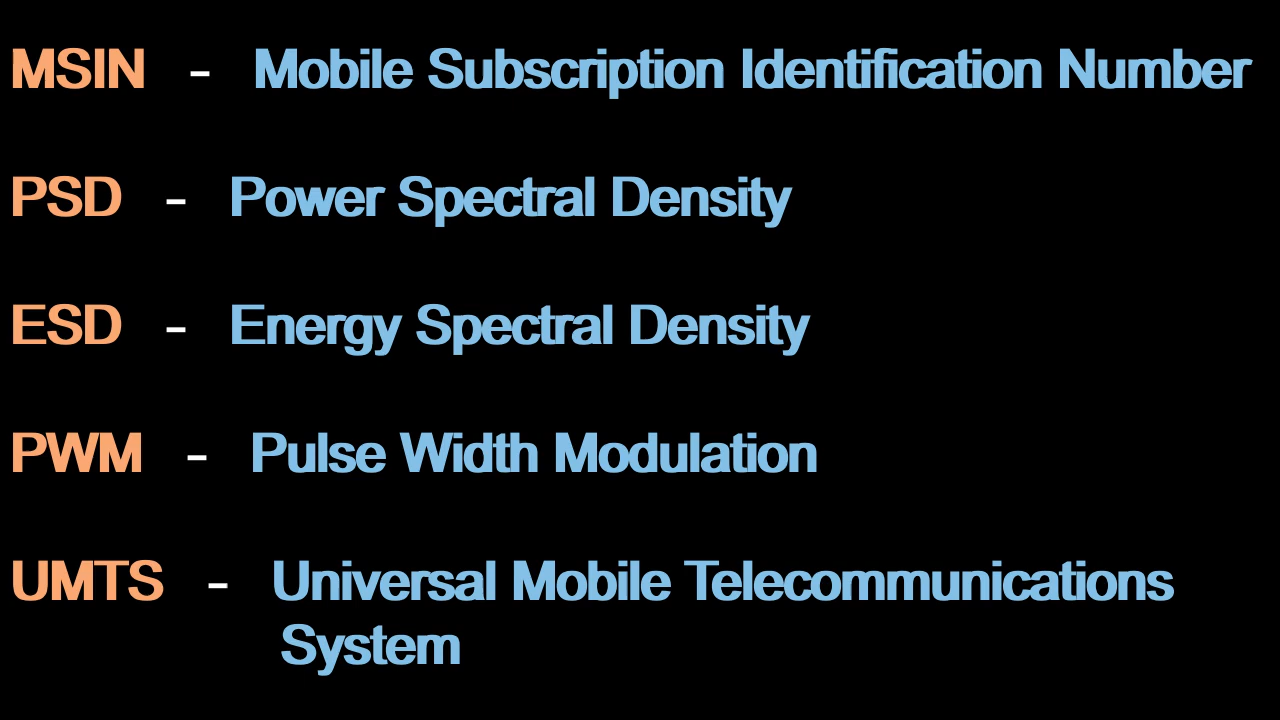 MSIN - Mobile Subscription Identification Number
PSD - Power Spectral Density
ESD - Energy Spectral Density
PWM - Pulse Width Modulation
UMTS - Universal Mobile Telecommunications
System